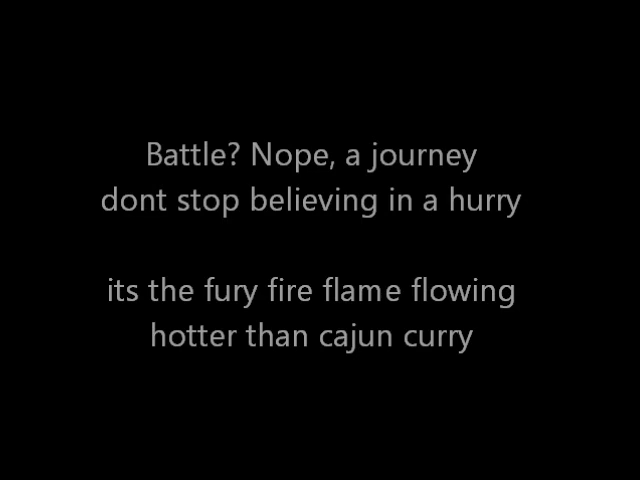 Battle? Nope, a journey
dont stop believing in a hurry
its the fury fire flame flowing
hotter than cajun curry